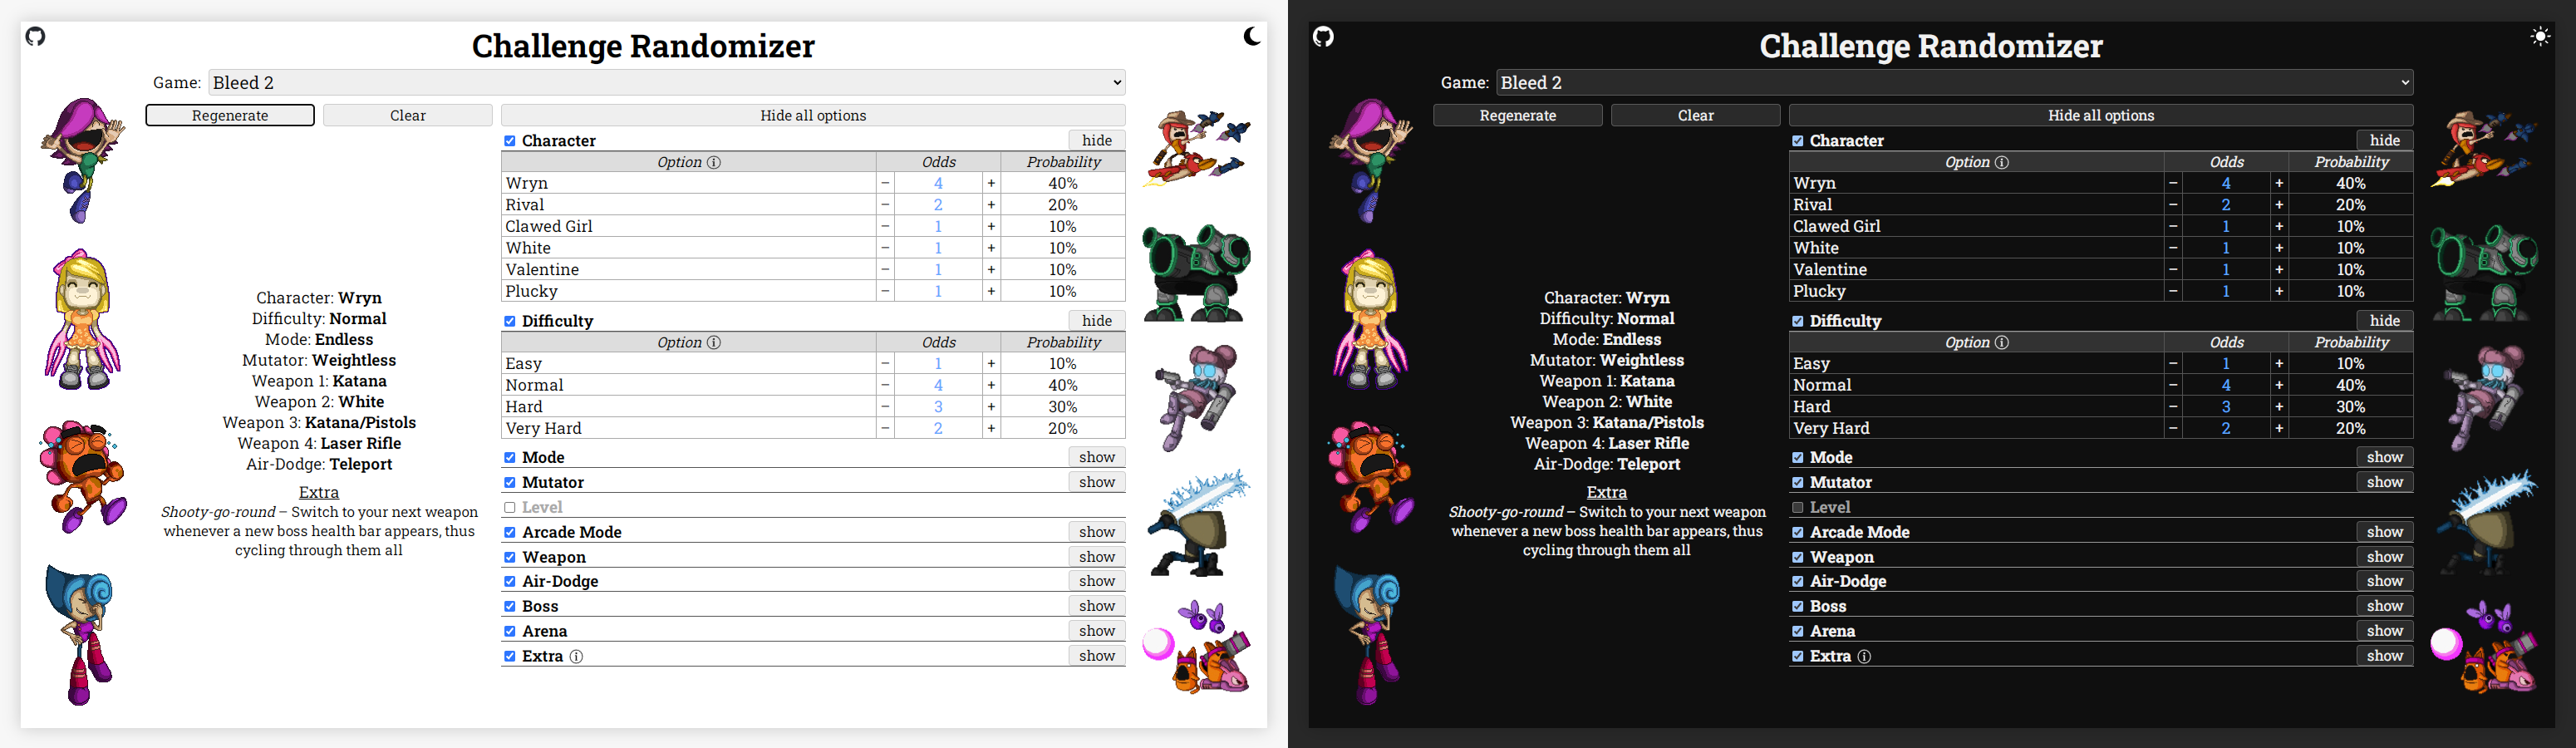 Challenge Randomizer
Game: Bleed 2
Regenerate Clear Hide all options
Character: Wryn
Difficulty: Normal
Mode: Endless
Mutator: Weightless
Weapon 1: Katana
Weapon 2: White
Weapon 3: Katana/Pistols
Weapon 4: Laser Rifle
Air-Dodge: Teleport
Extra
Shooty-go-round – Switch to your next weapon
whenever a new boss health bar appears, thus
cycling through them all
Character hide
Option ⓘ Odds Probability
Wryn − 4 + 40%
Rival − 2 + 20%
Clawed Girl − 1 + 10%
White − 1 + 10%
Valentine − 1 + 10%
Plucky − 1 + 10%
Difficulty hide
Option ⓘ Odds Probability
Easy − 1 + 10%
Normal − 4 + 40%
Hard − 3 + 30%
Very Hard − 2 + 20%
Mode show
Mutator show
Level
Arcade Mode show
Weapon show
Air-Dodge show
Boss show
Arena show
Extra ⓘ show
Challenge Randomizer
Game: Bleed 2
Regenerate Clear Hide all options
Character: Wryn
Difficulty: Normal
Mode: Endless
Mutator: Weightless
Weapon 1: Katana
Weapon 2: White
Weapon 3: Katana/Pistols
Weapon 4: Laser Rifle
Air-Dodge: Teleport
Extra
Shooty-go-round – Switch to your next weapon
whenever a new boss health bar appears, thus
cycling through them all
Character hide
Option ⓘ Odds Probability
Wryn − 4 + 40%
Rival − 2 + 20%
Clawed Girl − 1 + 10%
White − 1 + 10%
Valentine − 1 + 10%
Plucky − 1 + 10%
Difficulty hide
Option ⓘ Odds Probability
Easy − 1 + 10%
Normal − 4 + 40%
Hard − 3 + 30%
Very Hard − 2 + 20%
Mode show
Mutator show
Level
Arcade Mode show
Weapon show
Air-Dodge show
Boss show
Arena show
Extra ⓘ show